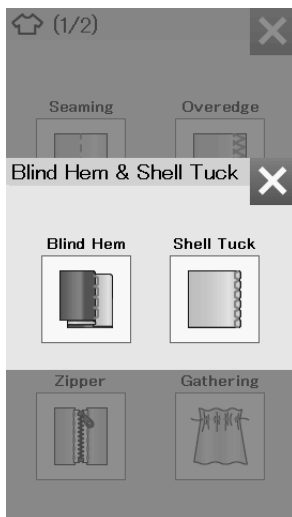 (1/2)
Seaming Overedge
Blind Hem & Shell Tuck
Blind Hem Shell Tuck
Zipper Gathering